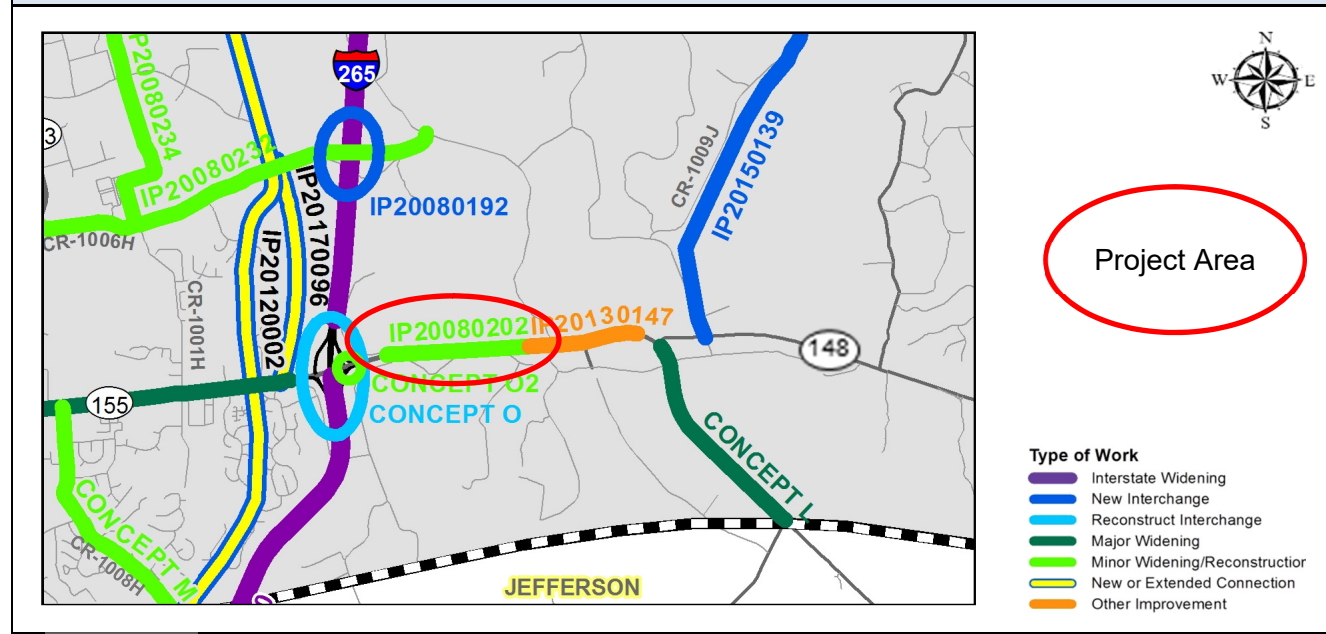 265
N
W E
S
IP20080234
3
IP20080232
CR-1009J
IP20150139
IP20170096
IP20080192
CR-1006H
Project Area
IP20120002
CR-1001H
IP20080202
IP20130147
148
CONCEPT O2
155
CONCEPT O
CONCEPT L
CONCEPT M
CR-1008H
JEFFERSON
Type of Work
Interstate Widening
New Interchange
Reconstruct Interchange
Major Widening
Minor Widening/Reconstruction
New or Extended Connection
Other Improvement